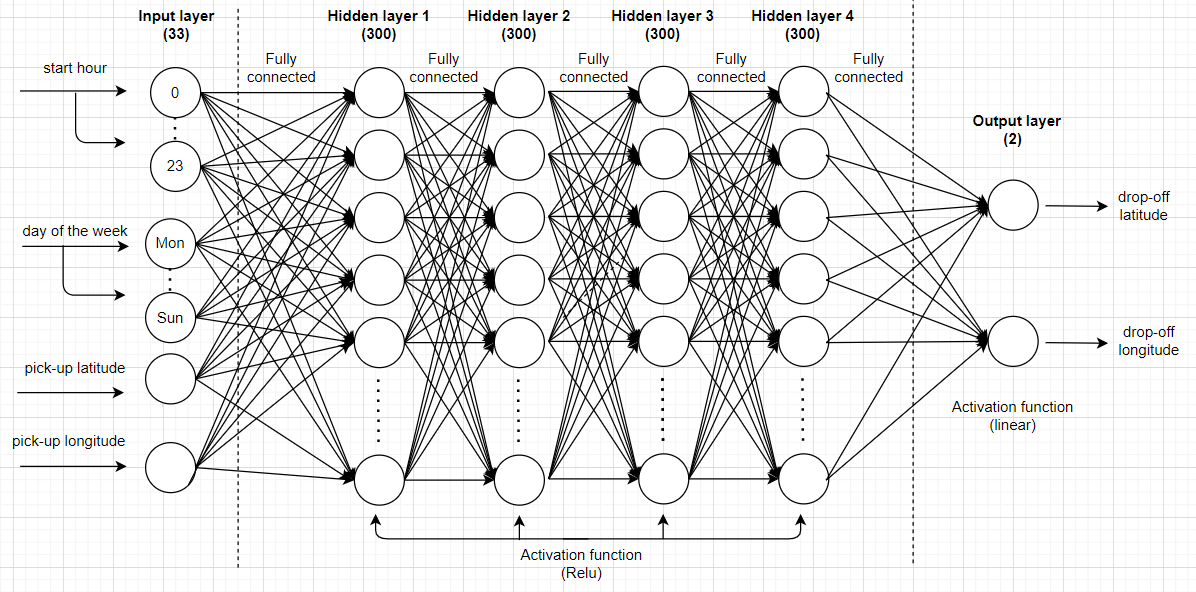 Input layer
(33)
Hidden layer 1
(300)
Hidden layer 2
(300)
Hidden layer 3
(300)
Hidden layer 4
(300)
Fully
connected
Fully
connected
Fully
connected
Fully
connected
Fully
connected
start hour
0
23
day of the week
Mon
Sun
pick-up latitude
pick-up longitude
Output layer
(2)
drop-off
latitude
drop-off
longitude
Activation function
(linear)
Activation function
(Relu)